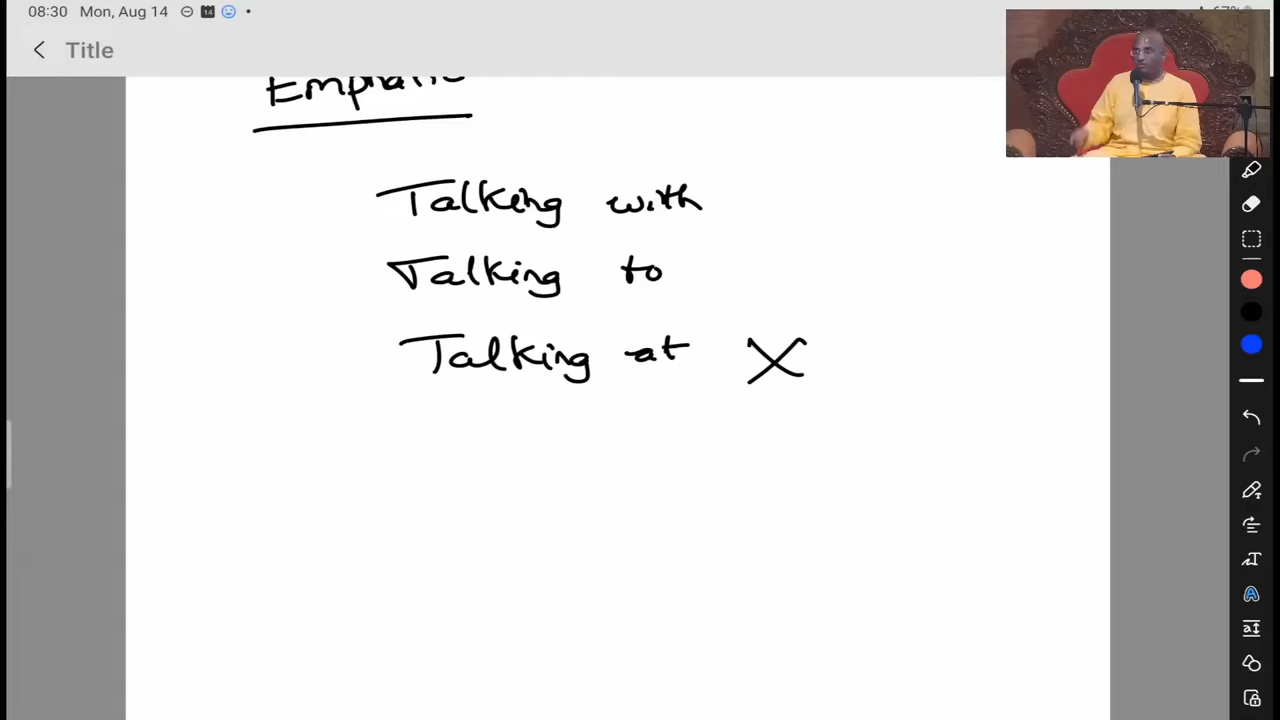 08:30 Mon, Aug 14
Title
Talking with
Talking to
Talking at X